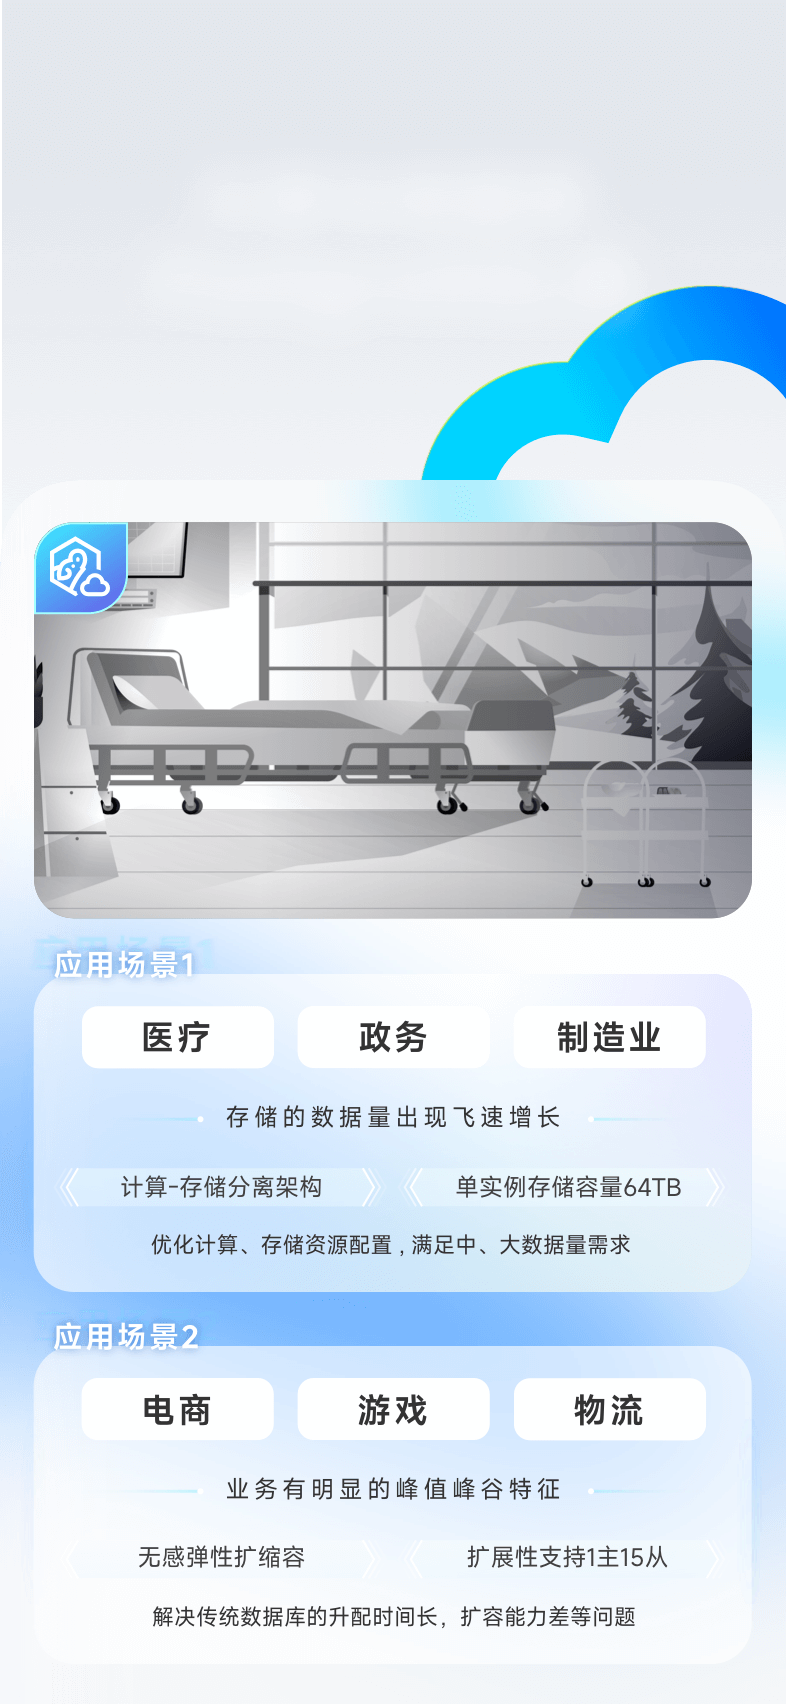 应用场景1
医疗
政务
制造业
存储的数据量出现飞速增长
计算-存储分离架构
单实例存储容量64TB
优化计算、存储资源配置，满足中、大数据量需求
应用场景2
电商
游戏
物流
业务有明显的峰值峰谷特征
无感弹性扩缩容
扩展性支持1主15从
解决传统数据库的升配时间长，扩容能力差等问题